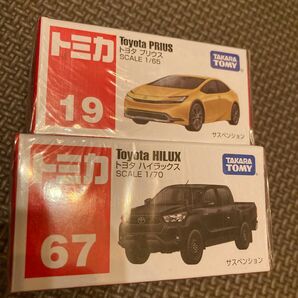 トミカ
19
Toyota PRIUS
トヨタ プリウス
SCALE 1/65
TAKARA
TOMY
サスペンション
トミカ
67
Toyota HILUX
トヨタ ハイラックス
SCALE 1/70
TAKARA
TOMY
サスペンション